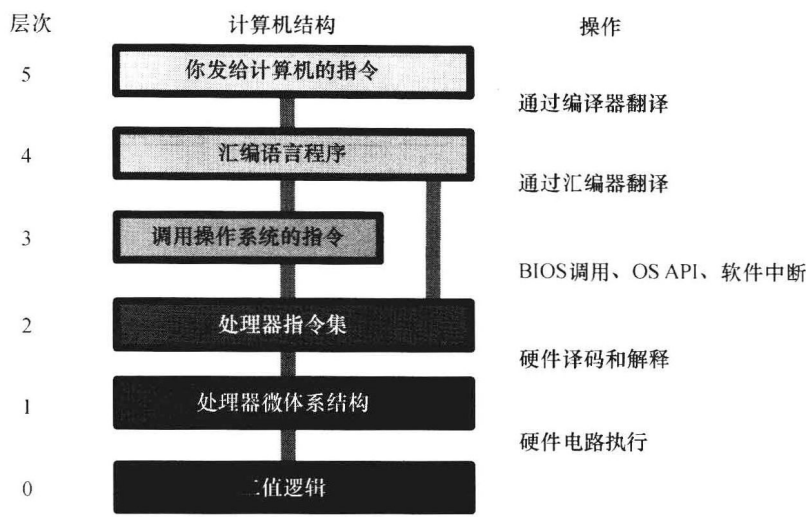 层次 计算机结构 操作
5 你发给计算机的指令
通过编译器翻译
4 汇编语言程序
通过汇编器翻译
3 调用操作系统的指令
BIOS调用、OS API、软件中断
2 处理器指令集
硬件译码和解释
1 处理器微体系结构
硬件电路执行
0 二值逻辑